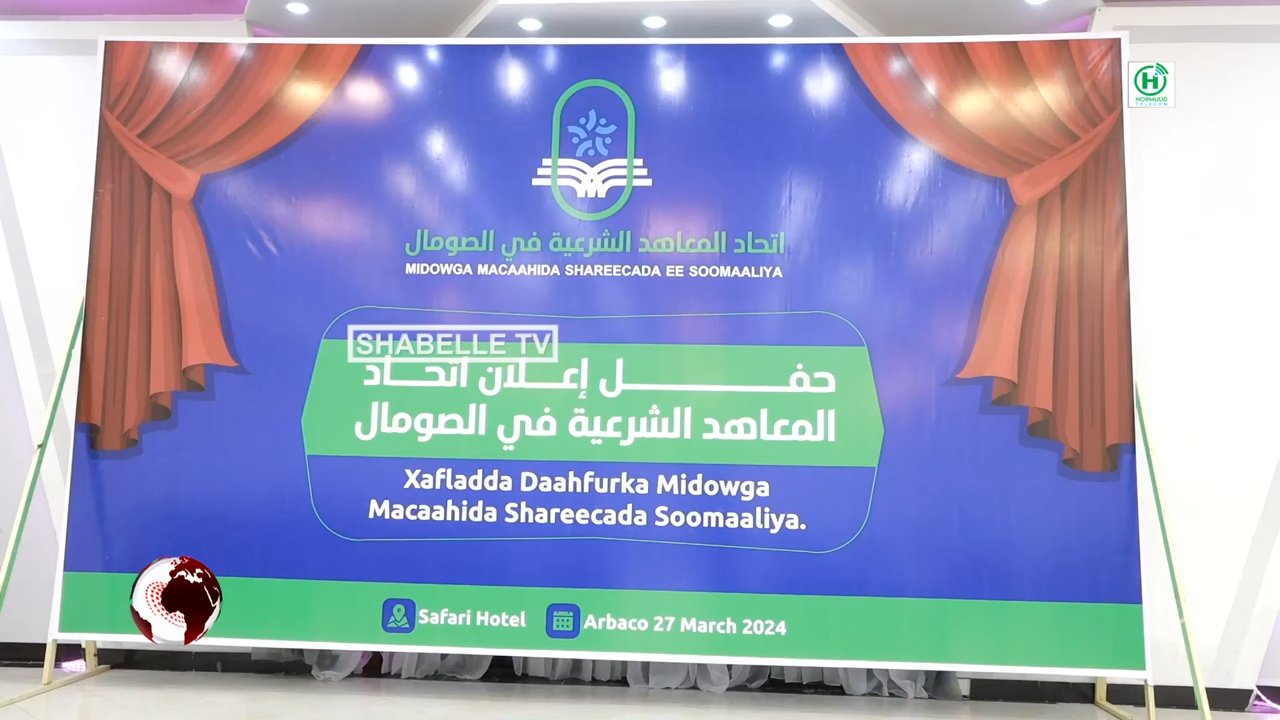 HORMUUD
TELECOM
اتحاد المعاهد الشرعية في الصومال
MIDOWGA MACAAHIDA SHAREECADA EE SOOMAALIYA
SHABELLE TV
حفل إعلان اتحاد
المعاهد الشرعية في الصومال
Xafladda Daahfurka Midowga
Macaahida Shareecada Soomaaliya.
Safari Hotel
Arbaco 27 March 2024